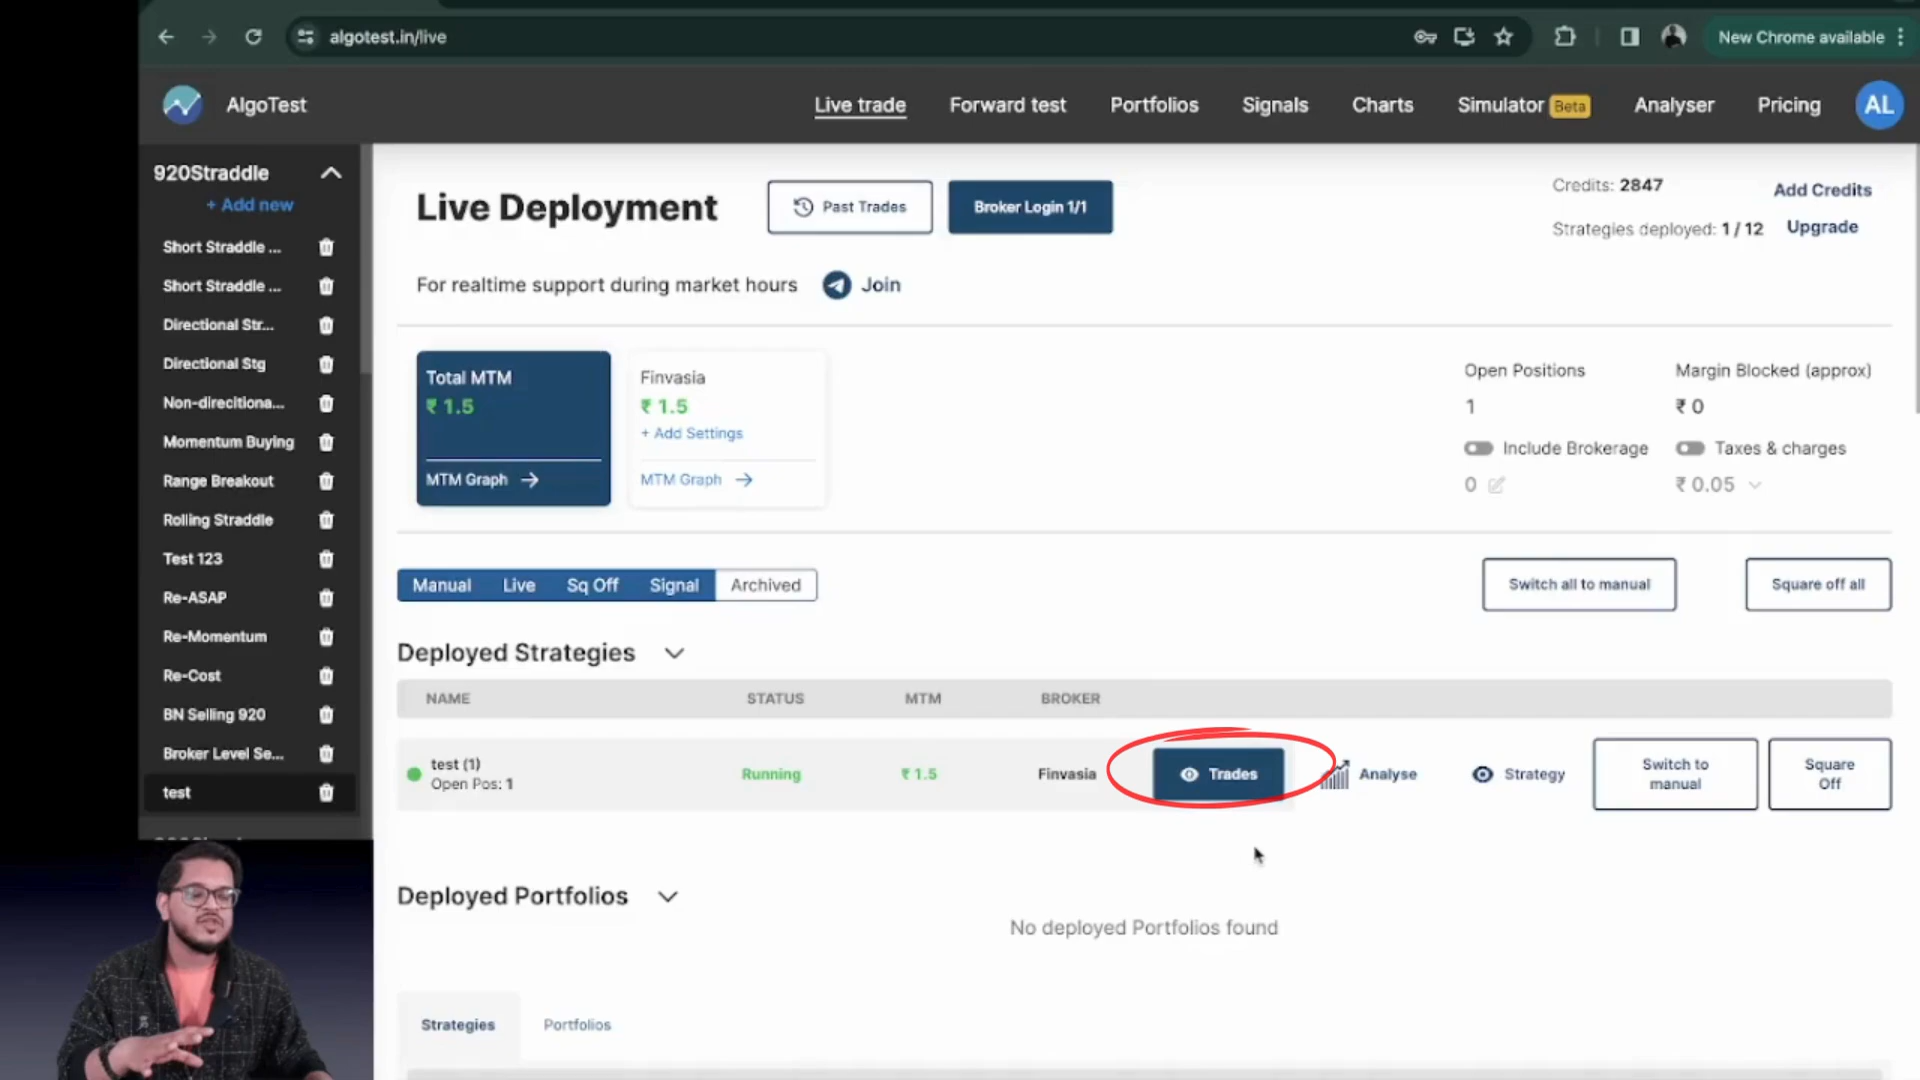 algotest.in/live
New Chrome available
AlgoTest
Live trade
Forward test
Portfolios
Signals
Charts
Simulator Beta
Analyser
Pricing
AL
920Straddle
+ Add new
Short Straddle ...
Short Straddle ...
Directional Str...
Directional Stg
Non-direcitiona...
Momentum Buying
Range Breakout
Rolling Straddle
Test 123
Re-ASAP
Re-Momentum
Re-Cost
BN Selling 920
Broker Level Se...
test
Live Deployment
Past Trades
Broker Login 1/1
Credits: 2847
Add Credits
Strategies deployed: 1 / 12
Upgrade
For realtime support during market hours
Join
Total MTM
₹ 1.5
MTM Graph
Finvasia
₹ 1.5
+ Add Settings
MTM Graph
Open Positions
1
Margin Blocked (approx)
₹ 0
Include Brokerage
0
Taxes & charges
₹ 0.05
Manual
Live
Sq Off
Signal
Archived
Switch all to manual
Square off all
Deployed Strategies
NAME
STATUS
MTM
BROKER
test (1)
Open Pos: 1
Running
₹ 1.5
Finvasia
Trades
Analyse
Strategy
Switch to
manual
Square
Off
Deployed Portfolios
No deployed Portfolios found
Strategies
Portfolios